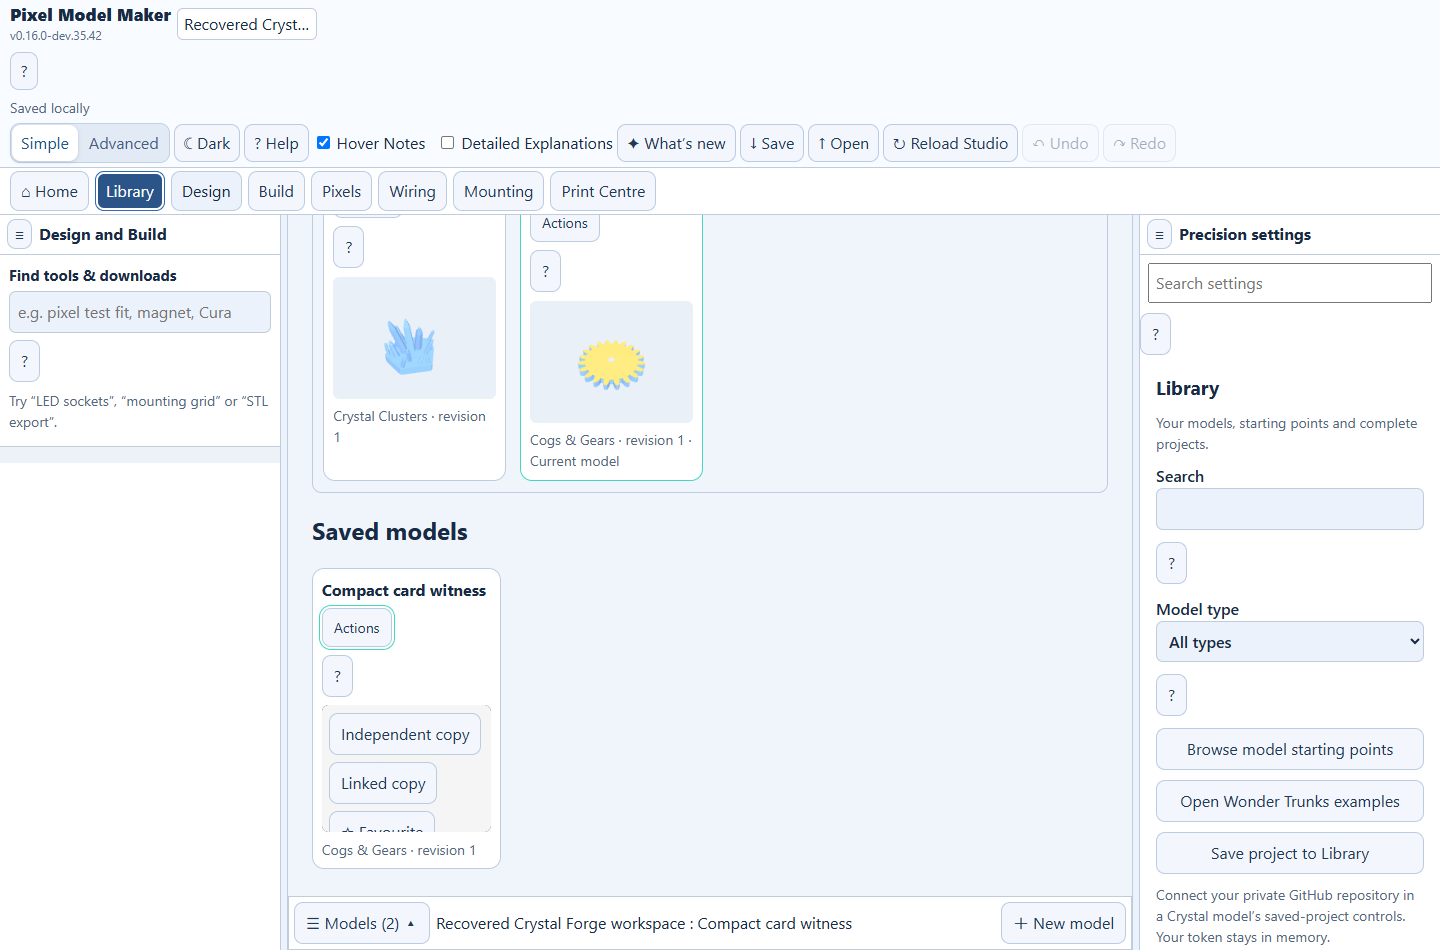 Pixel Model Maker
v0.16.0-dev.35.42
Recovered Cryst...
?
Saved locally
Simple Advanced ☾ Dark ? Help Hover Notes Detailed Explanations ✦ What's new ↓ Save ↑ Open ↻ Reload Studio ↶ Undo ↷ Redo
⌂ Home Library Design Build Pixels Wiring Mounting Print Centre
☰ Design and Build
Find tools & downloads
e.g. pixel test fit, magnet, Cura
?
Try “LED sockets”, “mounting grid” or “STL
export”.
?
Crystal Clusters · revision
1
Actions
?
Cogs & Gears · revision 1 ·
Current model
Saved models
Compact card witness
Actions
?
Independent copy
Linked copy
☆ Favourite
Cogs & Gears · revision 1
☰ Models (2) ▲ Recovered Crystal Forge workspace : Compact card witness + New model
☰ Precision settings
Search settings
?
Library
Your models, starting points and complete
projects.
Search
?
Model type
All types
?
Browse model starting points
Open Wonder Trunks examples
Save project to Library
Connect your private GitHub repository in
a Crystal model's saved-project controls.
Your token stays in memory.